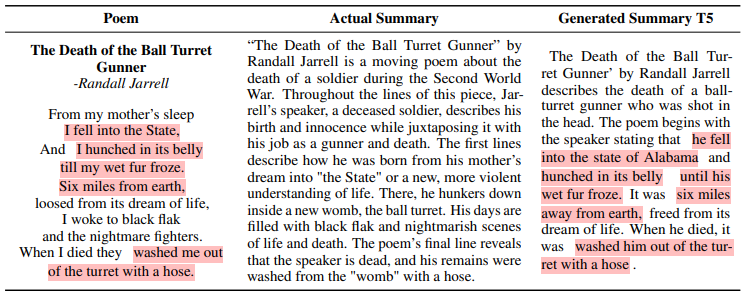 Poem
Actual Summary
Generated Summary T5
The Death of the Ball Turret
Gunner
-Randall Jarrell
From my mother's sleep
I fell into the State,
And I hunched in its belly
till my wet fur froze.
Six miles from earth,
loosed from its dream of life,
I woke to black flak
and the nightmare fighters.
When I died they washed me out
of the turret with a hose.
“The Death of the Ball Turret Gunner” by
Randall Jarrell is a moving poem about the
death of a soldier during the Second World
War. Throughout the lines of this piece, Jar-
rell's speaker, a deceased soldier, describes his
birth and innocence while juxtaposing it with
his job as a gunner and death. The first lines
describe how he was born from his mother's
dream into "the State" or a new, more violent
understanding of life. There, he hunkers down
inside a new womb, the ball turret. His days are
filled with black flak and nightmarish scenes
of life and death. The poem's final line reveals
that the speaker is dead, and his remains were
washed from the "womb" with a hose.
The Death of the Ball Tur-
ret Gunner' by Randall Jarrell
describes the death of a ball-
turret gunner who was shot in
the head. The poem begins with
the speaker stating that he fell
into the state of Alabama and
hunched in its belly until his
wet fur froze. It was six miles
away from earth, freed from its
dream of life. When he died, it
was washed him out of the tur-
ret with a hose .